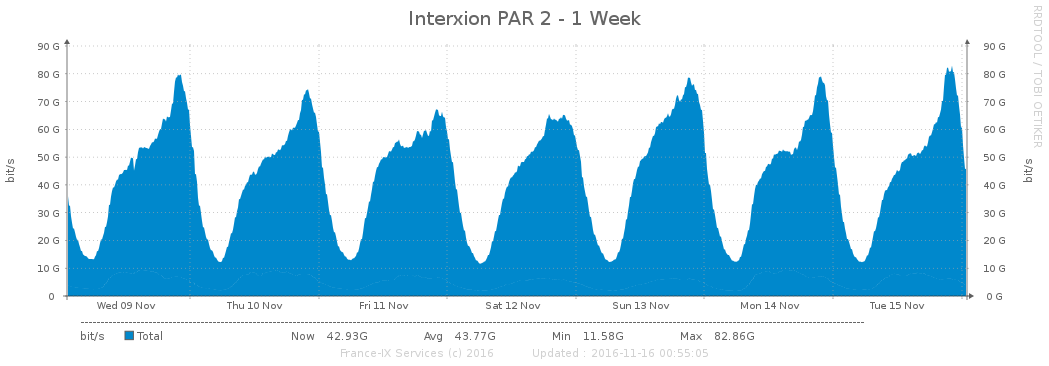 Interxion PAR 2 - 1 Week
RRDTOOL / TOBI OETIKER
90 G 90 G
80 G 80 G
70 G 70 G
60 G 60 G
50 G 50 G
40 G 40 G
30 G 30 G
20 G 20 G
10 G 10 G
0 0 G
bit/s bit/s
Wed 09 Nov Thu 10 Nov Fri 11 Nov Sat 12 Nov Sun 13 Nov Mon 14 Nov Tue 15 Nov
bit/s Total Now 42.93G Avg 43.77G Min 11.58G Max 82.86G
France-IX Services (c) 2016 Updated : 2016-11-16 00:55:05